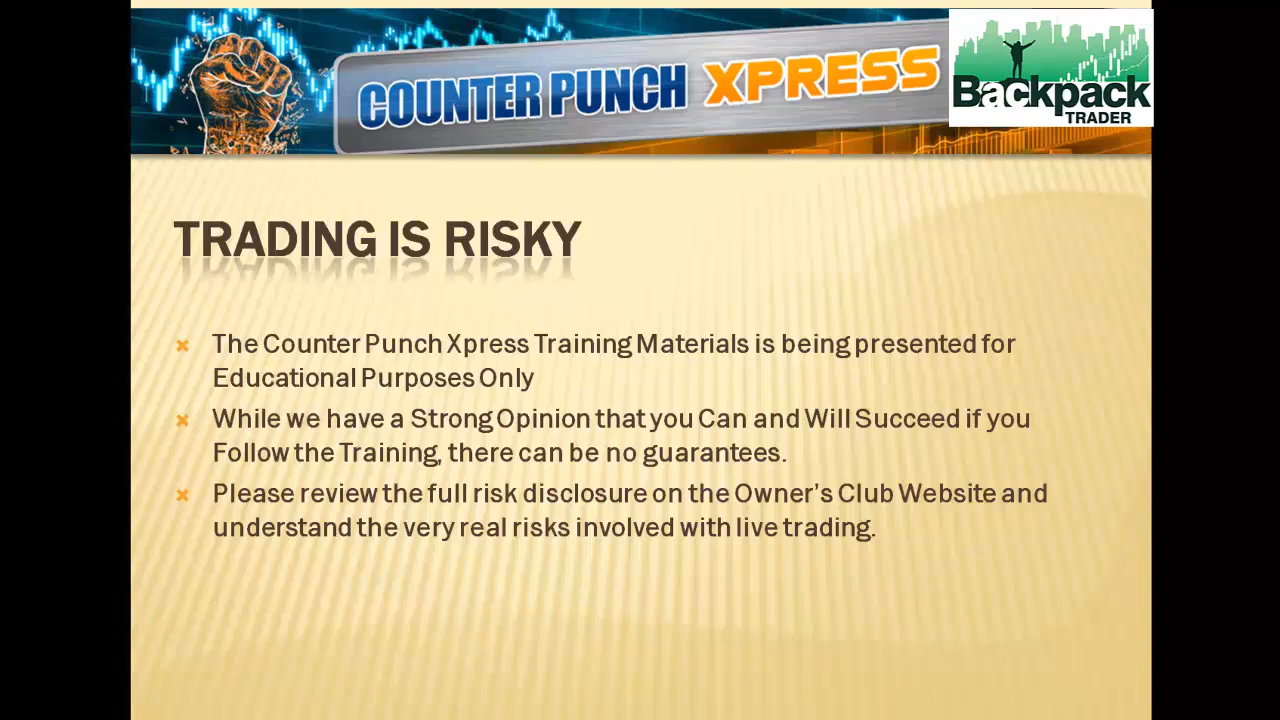 COUNTER PUNCH XPRESS
Backpack
TRADER
TRADING IS RISKY
The Counter Punch Xpress Training Materials is being presented for
Educational Purposes Only
While we have a Strong Opinion that you Can and Will Succeed if you
Follow the Training, there can be no guarantees.
Please review the full risk disclosure on the Owner’s Club Website and
understand the very real risks involved with live trading.